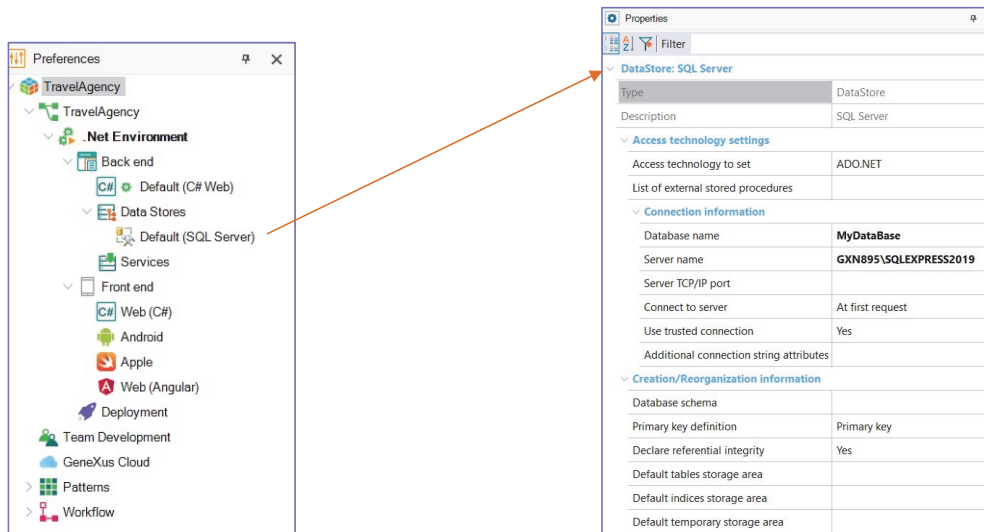 Preferences
TravelAgency
TravelAgency
.Net Environment
Back end
C# Default (C# Web)
Data Stores
Default (SQL Server)
Services
Front end
C# Web (C#)
Android
Apple
A Web (Angular)
Deployment
Team Development
GeneXus Cloud
Patterns
Workflow
Properties
A Z Filter
DataStore: SQL Server
Type DataStore
Description SQL Server
Access technology settings
Access technology to set ADO.NET
List of external stored procedures
Connection information
Database name MyDataBase
Server name GXN895\SQLEXPRESS2019
Server TCP/IP port
Connect to server At first request
Use trusted connection Yes
Additional connection string attributes
Creation/Reorganization information
Database schema
Primary key definition Primary key
Declare referential integrity Yes
Default tables storage area
Default indices storage area
Default temporary storage area